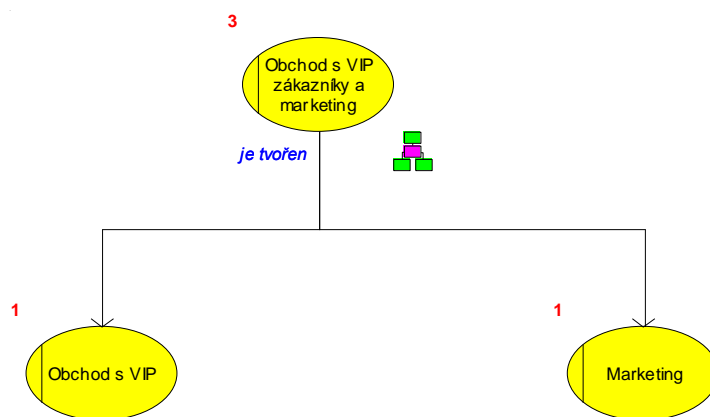 3
Obchod s VIP
zákazníky a
marketing
je tvořen
1
1
Obchod s VIP
Marketing